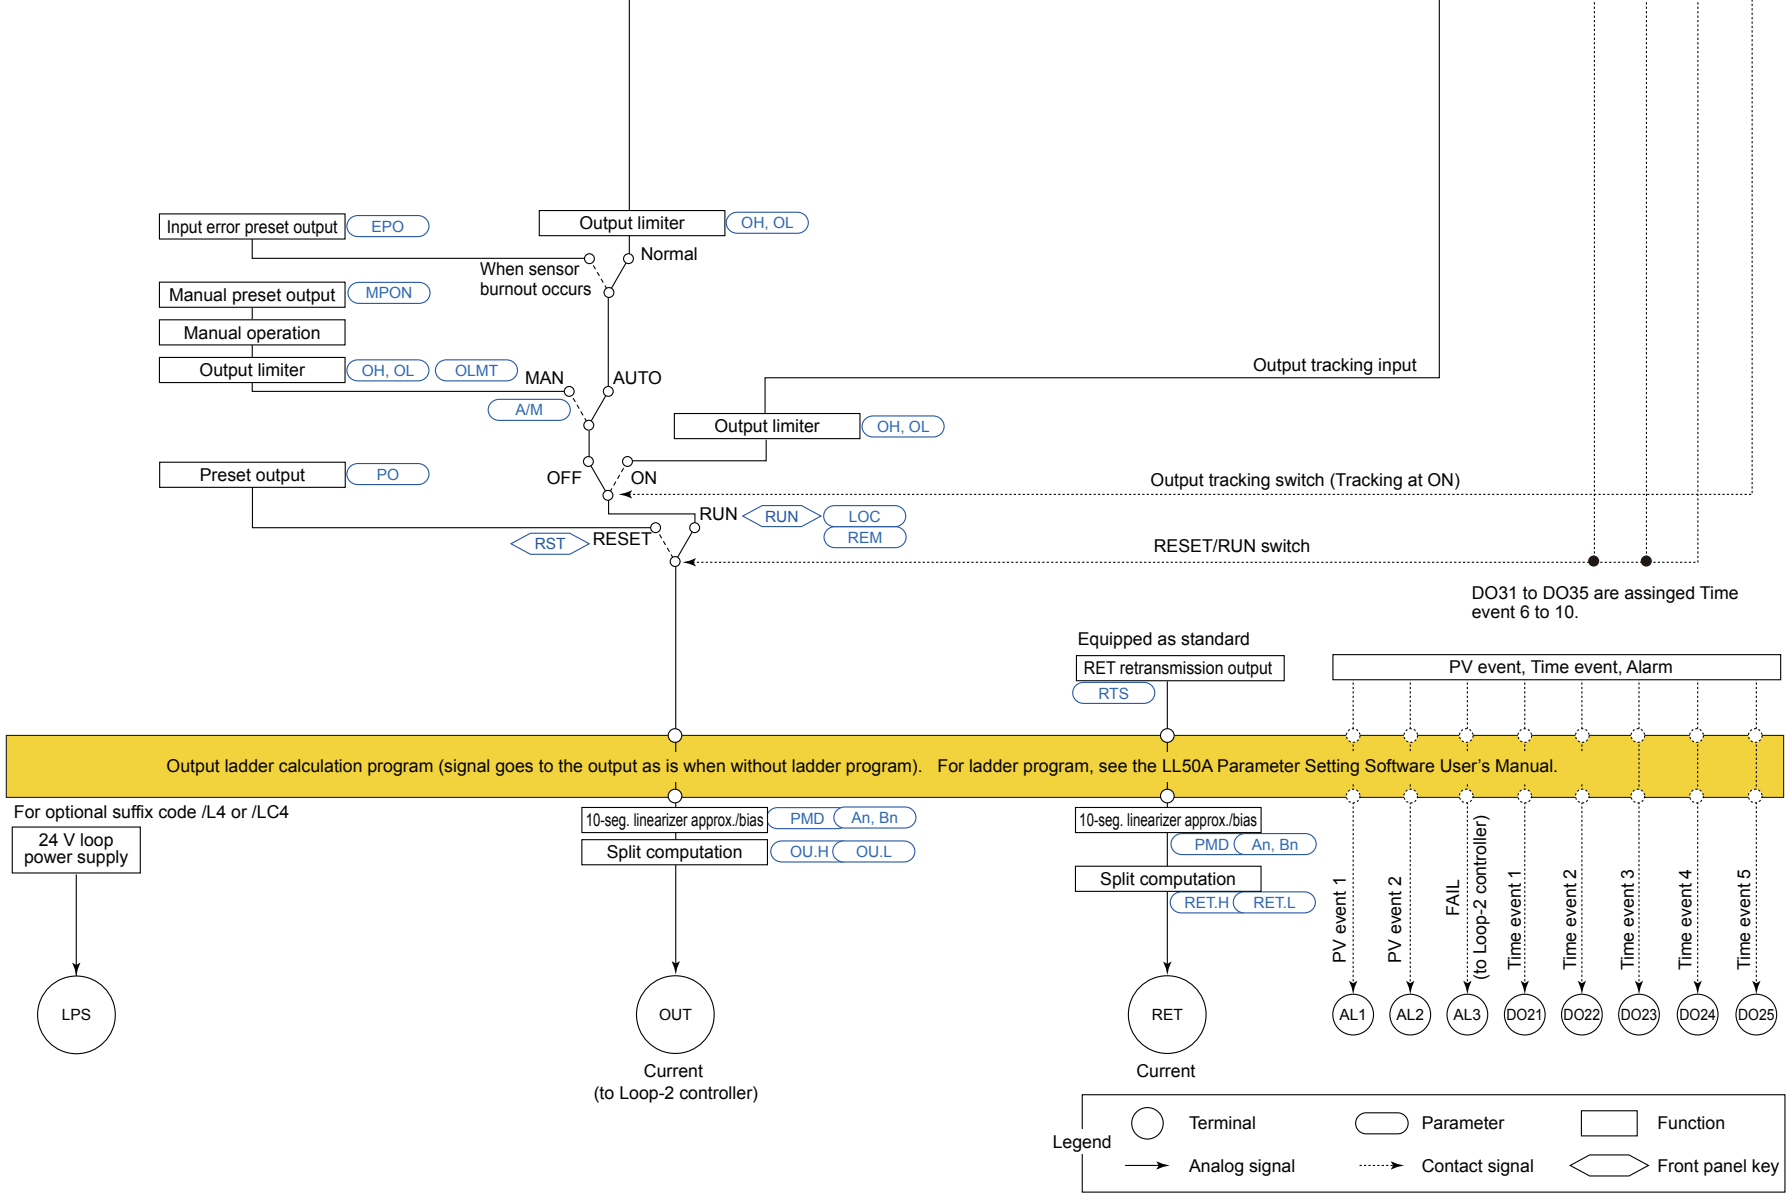 Input error preset output
EPO
Output limiter
OH, OL
When sensor
burnout occurs
Normal
Manual preset output
MPON
Manual operation
Output limiter
OH, OL
OLMT
MAN
AUTO
A/M
Output tracking input
Output limiter
OH, OL
Preset output
PO
OFF
ON
Output tracking switch (Tracking at ON)
RUN
RUN
LOC
REM
RST
RESET
RESET/RUN switch
DO31 to DO35 are assinged Time
event 6 to 10.
Equipped as standard
RET retransmission output
RTS
PV event, Time event, Alarm
Output ladder calculation program (signal goes to the output as is when without ladder program). For ladder program, see the LL50A Parameter Setting Software User's Manual.
For optional suffix code /L4 or /LC4
24 V loop
power supply
10-seg. linearizer approx./bias
PMD
An, Bn
Split computation
OU.H
OU.L
10-seg. linearizer approx./bias
PMD
An, Bn
Split computation
RET.H
RET.L
PV event 1
PV event 2
FAIL
(to Loop-2 controller)
Time event 1
Time event 2
Time event 3
Time event 4
Time event 5
LPS
OUT
RET
AL1
AL2
AL3
DO21
DO22
DO23
DO24
DO25
Current
(to Loop-2 controller)
Current
Legend
Terminal
Parameter
Function
Analog signal
Contact signal
Front panel key